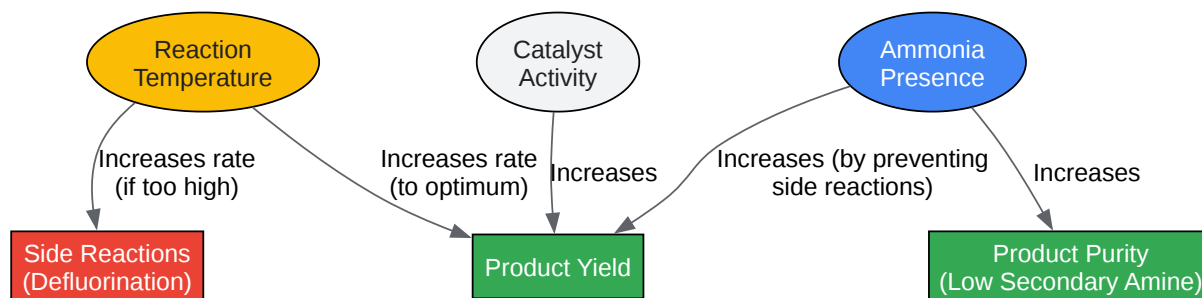 Reaction
Temperature
Catalyst
Activity
Ammonia
Presence
Increases rate
(if too high)
Increases rate
(to optimum)
Increases
Increases (by preventing
side reactions)
Increases
Side Reactions
(Defluorination)
Product Yield
Product Purity
(Low Secondary Amine)